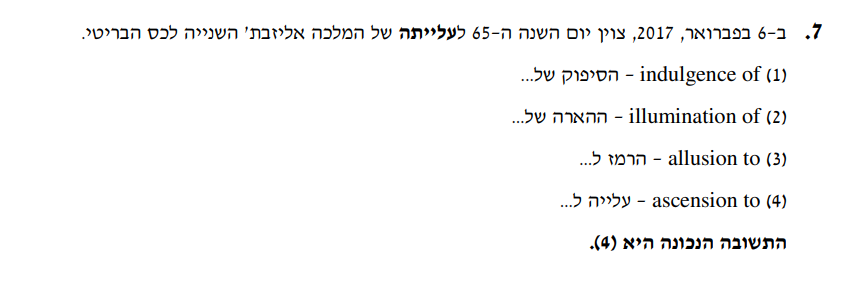 7. ב-6 בפברואר, 2017, צוין יום השנה ה-65 לעלייתה של המלכה אליזבת' השנייה לכס הבריטי.
(1) indulgence of – הסיפוק של...
(2) illumination of – ההארה של...
(3) allusion to – הרמז ל...
(4) ascension to – עלייה ל...
התשובה הנכונה היא (4).